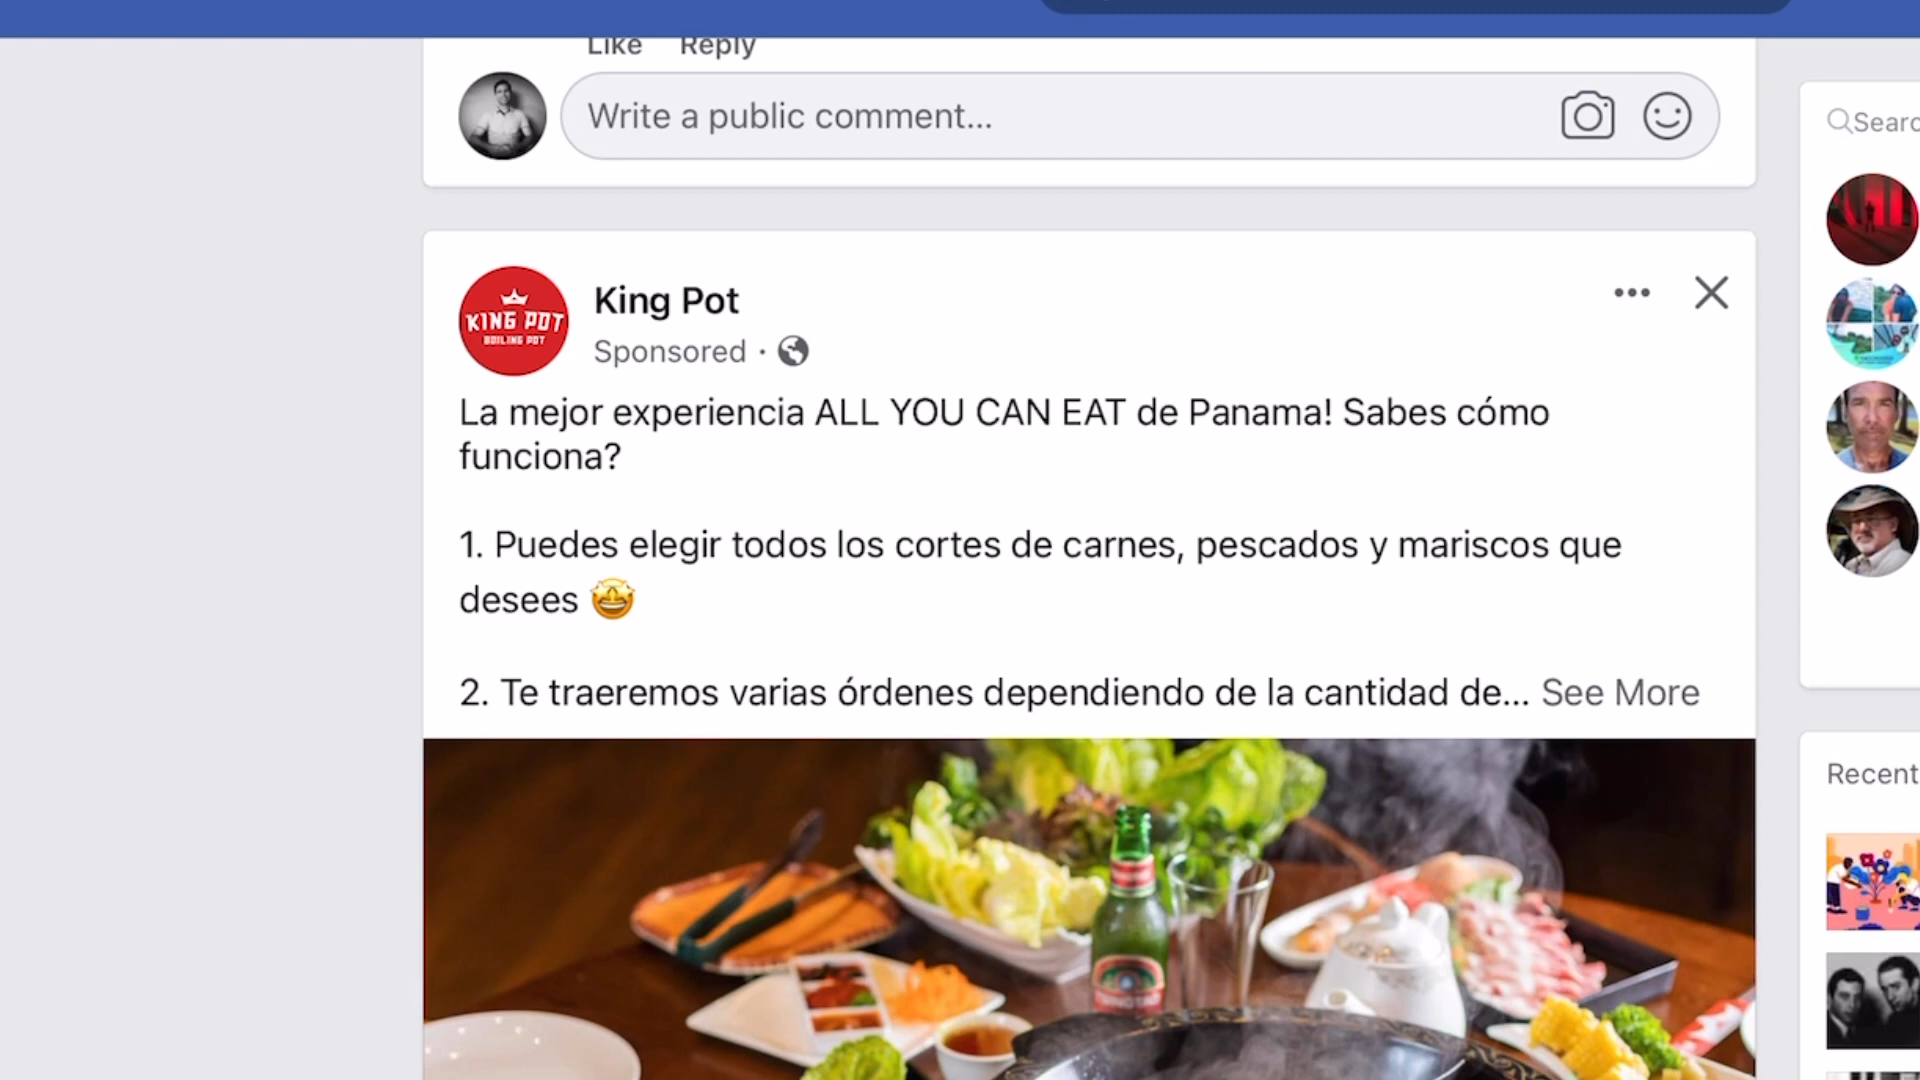 Like Reply
Write a public comment...
Searc
KING POT
BOILING POT
King Pot
Sponsored ·
La mejor experiencia ALL YOU CAN EAT de Panama! Sabes cómo
funciona?
1. Puedes elegir todos los cortes de carnes, pescados y mariscos que
desees 🤩
2. Te traeremos varias órdenes dependiendo de la cantidad de... See More
Recent